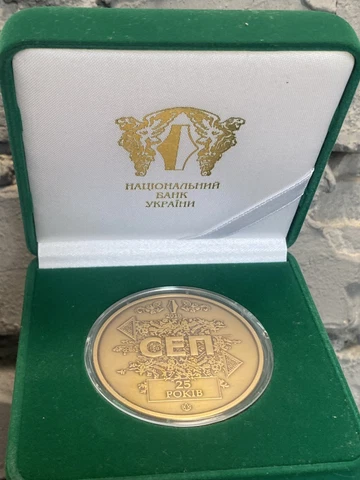 НАЦІОНАЛЬНИЙ
БАНК
УКРАЇНИ
СЕП
25
РОКІВ